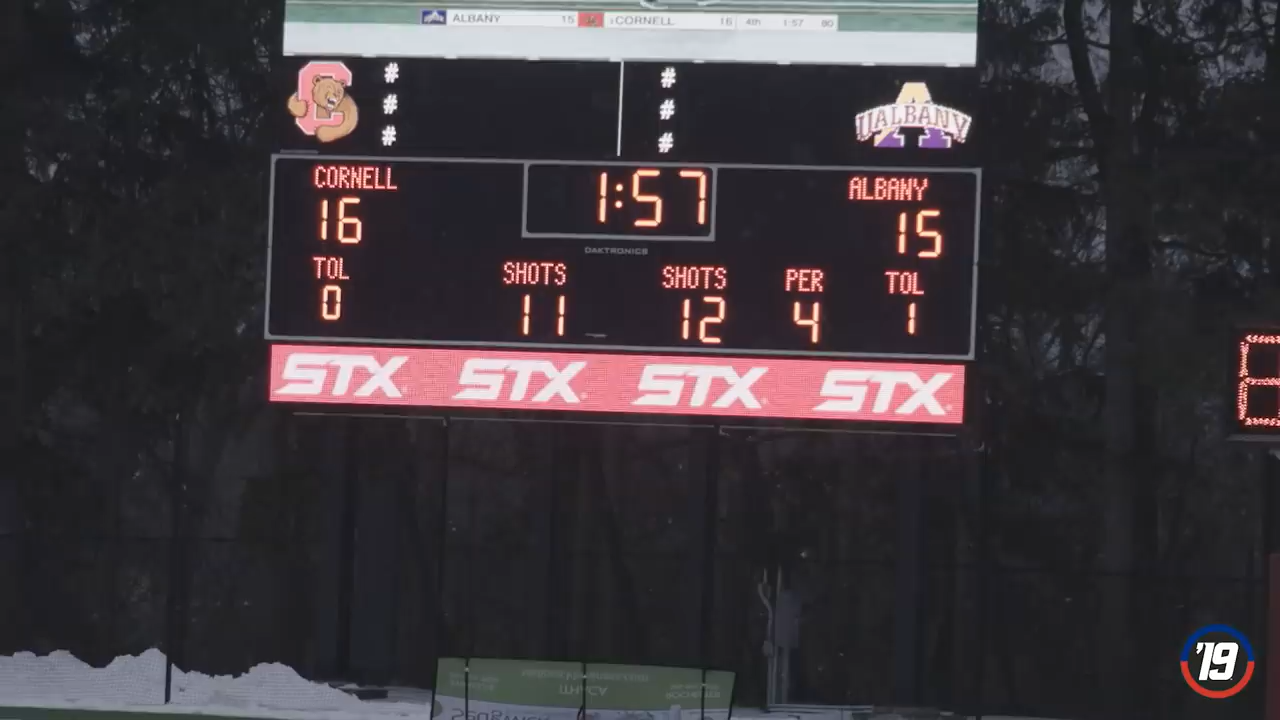 ALBANY 15 CORNELL 16 4th 1:57 80
# #
# #
# #
C
UALBANY
CORNELL 1:57 ALBANY
16 15
DAKTRONICS
TOL SHOTS SHOTS PER TOL
0 11 12 4 1
STX STX STX STX
ITHACA
'19